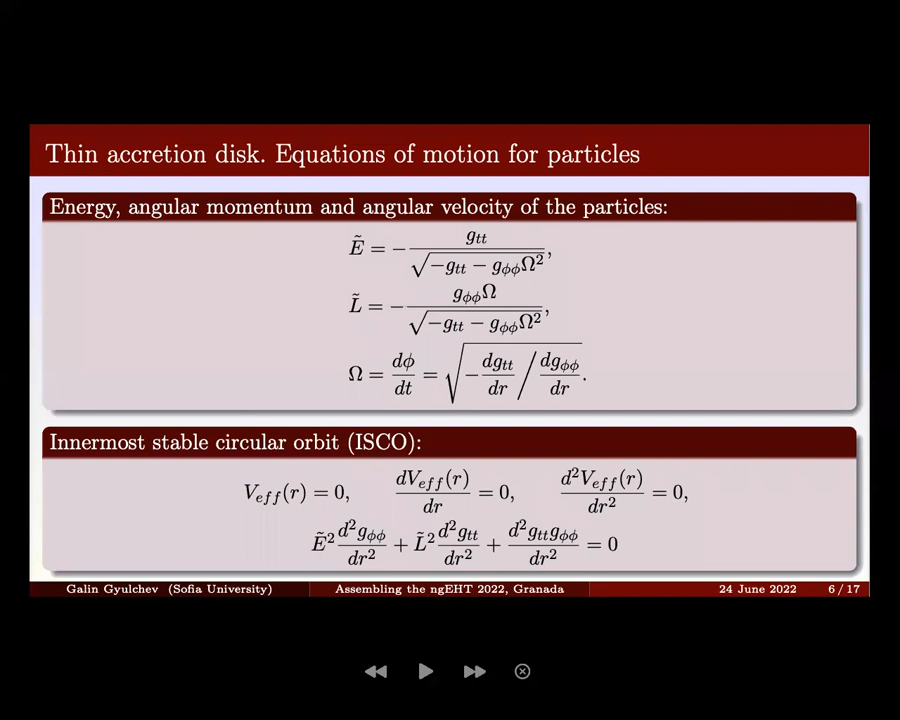 Thin accretion disk. Equations of motion for particles
Energy, angular momentum and angular velocity of the particles:
Ẽ = − g_tt / √(−g_tt − g_ϕϕ Ω²),
L̃ = − g_ϕϕ Ω / √(−g_tt − g_ϕϕ Ω²),
Ω = dϕ/dt = √(−dg_tt/dr / dg_ϕϕ/dr).
Innermost stable circular orbit (ISCO):
V_eff(r) = 0, dV_eff(r)/dr = 0, d²V_eff(r)/dr² = 0,
Ẽ² d²g_ϕϕ/dr² + L̃² d²g_tt/dr² + d²g_tt g_ϕϕ/dr² = 0
Galin Gyulchev (Sofia University) Assembling the ngEHT 2022, Granada 24 June 2022 6 / 17